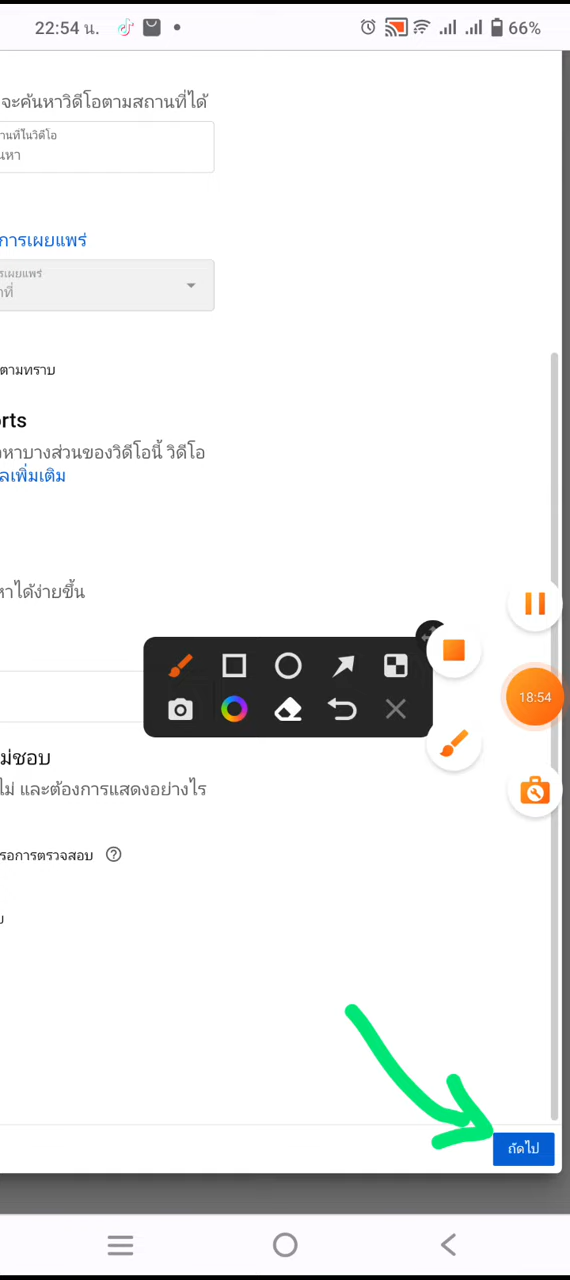 22:54 น. 66%
จะค้นหาวิดีโอตามสถานที่ได้
านที่ในวิดีโอ
นหา
การเผยแพร่
รเผยแพร่
าที่
ตามทราบ
rts
หาบางส่วนของวิดีโอนี้ วิดีโอ
ลเพิ่มเติม
หาได้ง่ายขึ้น
18:54
ม่ชอบ
ไม่ และต้องการแสดงอย่างไร
รอการตรวจสอบ
ถัดไป